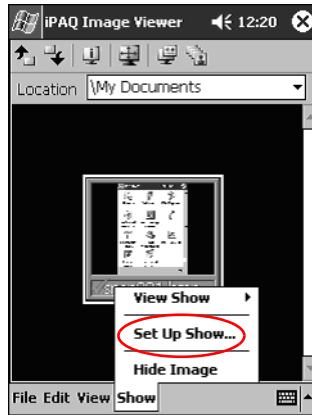 iPAQ Image Viewer 12:20
Location \My Documents
View Show
Set Up Show...
Hide Image
File Edit View Show